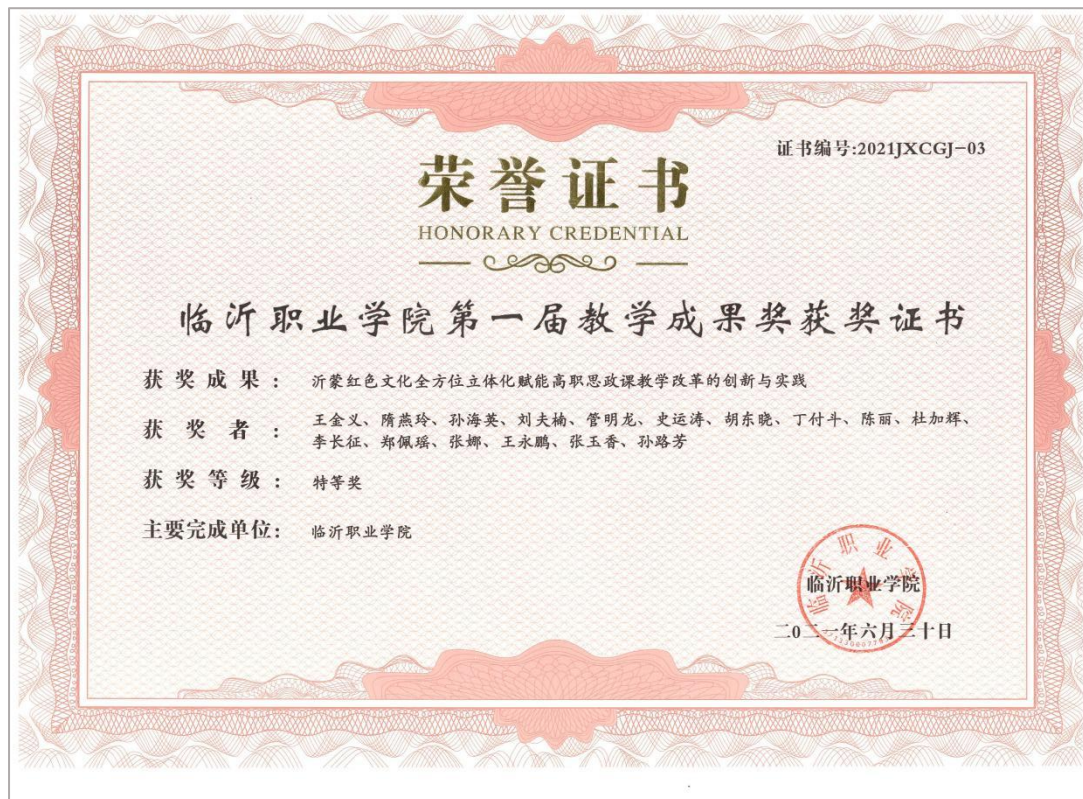 证书编号:2021JXCGJ-03
荣誉证书
HONORARY CREDENTIAL
临沂职业学院第一届教学成果奖获奖证书
获奖成果: 沂蒙红色文化全方位立体化赋能高职思政课教学改革的创新与实践
获奖者: 王金义、隋燕玲、孙海英、刘夫楠、管明龙、史运涛、胡东晓、丁付斗、陈丽、杜加辉、
李长征、郑佩瑶、张娜、王永鹏、张玉香、孙路芳
获奖等级: 特等奖
主要完成单位: 临沂职业学院
临沂职业学院
临沂职业学院
二0二一年六月三十日